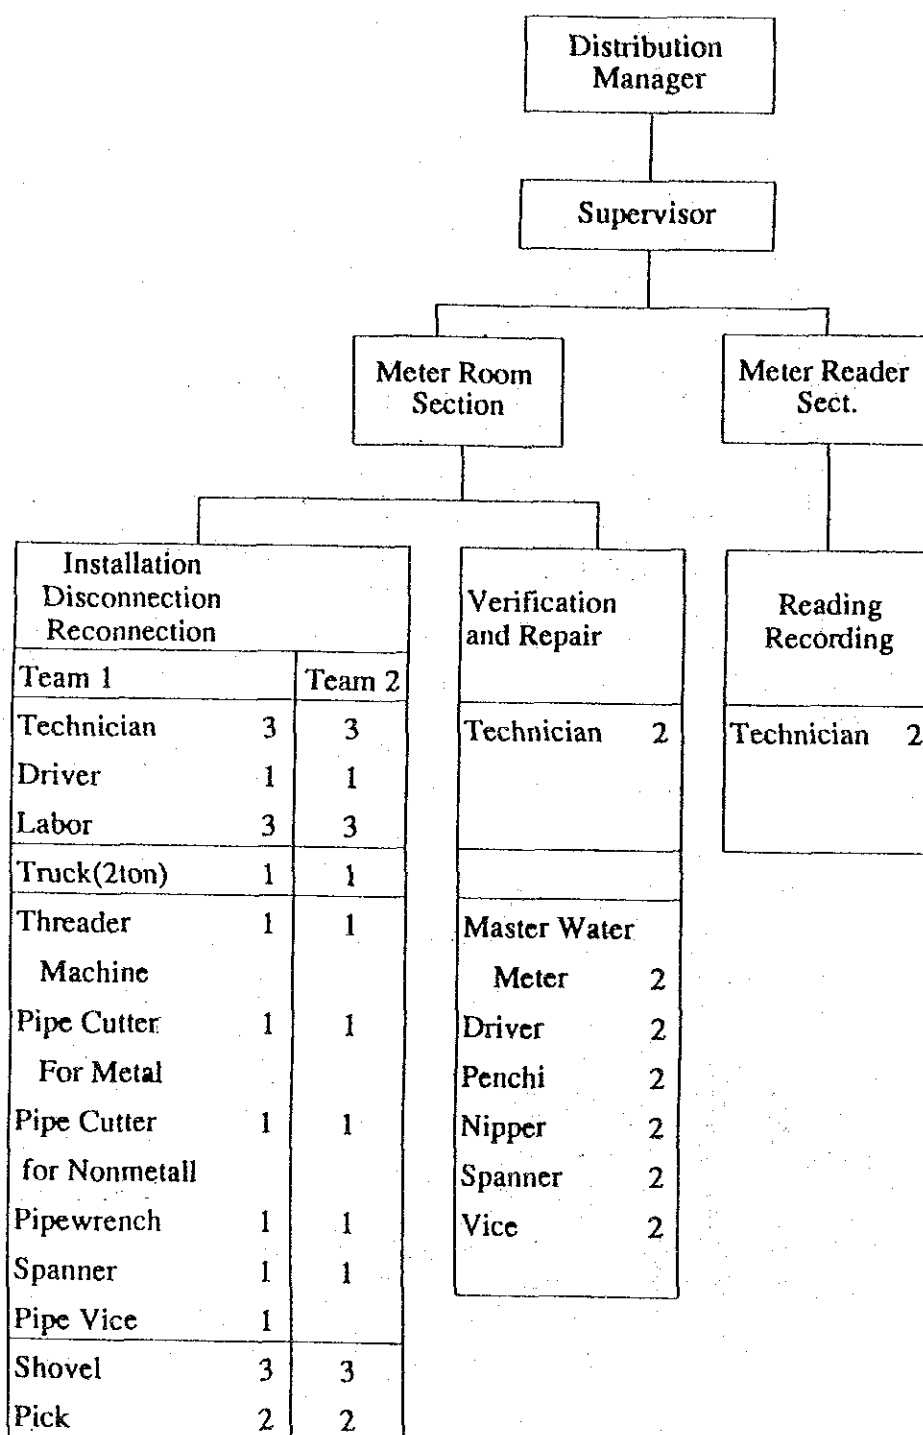 Distribution
Manager
Supervisor
Meter Room
Section
Meter Reader
Sect.
Installation
Disconnection
Reconnection
Team 1 Team 2
Technician 3 3
Driver 1 1
Labor 3 3
Truck(2ton) 1 1
Threader 1 1
Machine
Pipe Cutter 1 1
For Metal
Pipe Cutter 1 1
for Nonmetall
Pipewrench 1 1
Spanner 1 1
Pipe Vice 1
Shovel 3 3
Pick 2 2
Verification
and Repair
Technician 2
Master Water
Meter 2
Driver 2
Penchi 2
Nipper 2
Spanner 2
Vice 2
Reading
Recording
Technician 2